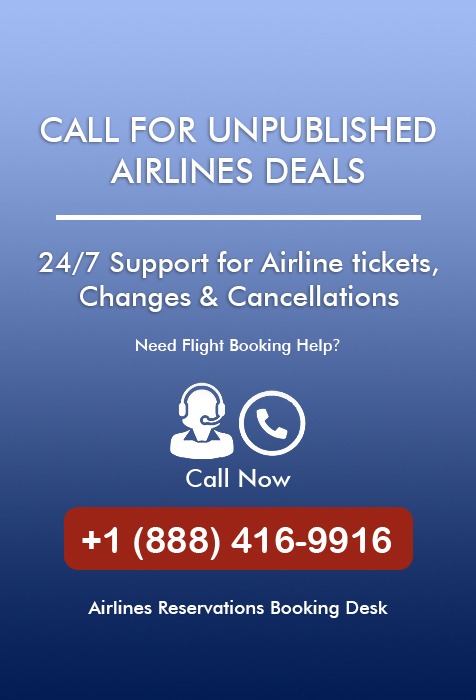 CALL FOR UNPUBLISHED
AIRLINES DEALS
24/7 Support for Airline tickets,
Changes & Cancellations
Need Flight Booking Help?
Call Now
+1 (888) 416-9916
Airlines Reservations Booking Desk